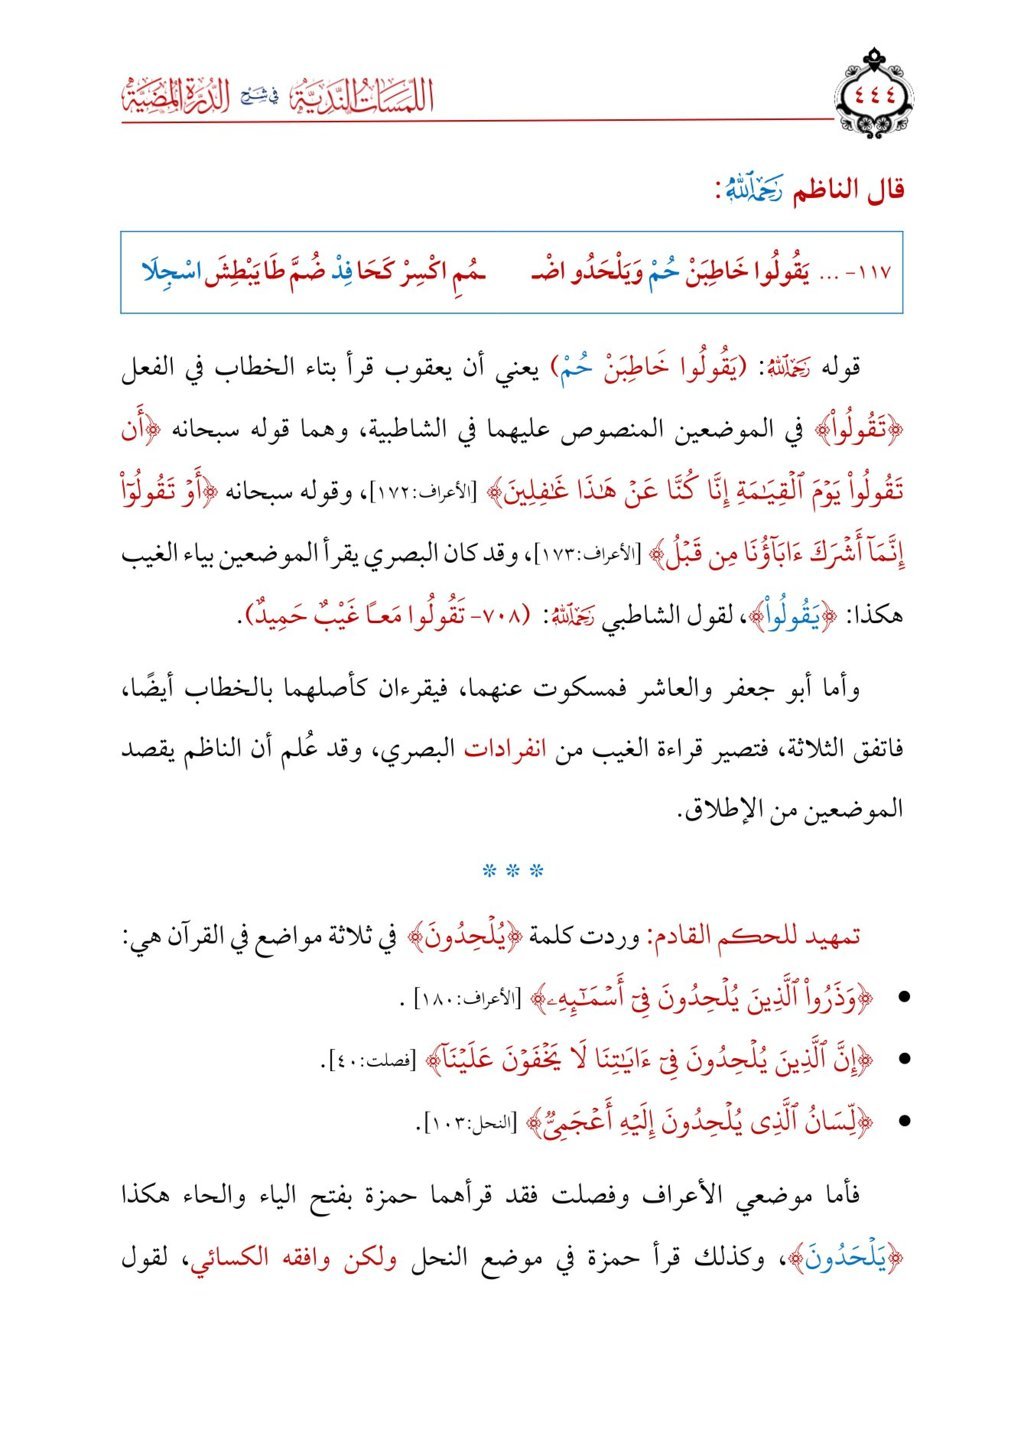 ٤٤٤
اللمسات الندية في شرح الدرة المضية
قال الناظم رَحِمَهُ ٱللَّهُ:
١١٧- ... يَقُولُوا خَاطِبَنْ حُمْ وَيَلْحَدُو اضْـ ـمُمِ اكْسِرْ كَحَا فِدْ ضُمَّ طَا يَبْطِشَ اسْجِلَا
قوله رَحِمَهُ ٱللَّهُ: (يَقُولُوا خَاطِبَنْ حُمْ) يعني أن يعقوب قرأ بتاء الخطاب في الفعل
﴿تَقُولُواْ﴾ في الموضعين المنصوص عليهما في الشاطبية، وهما قوله سبحانه ﴿أَن
تَقُولُواْ يَوۡمَ ٱلۡقِيَٰمَةِ إِنَّا كُنَّا عَنۡ هَٰذَا غَٰفِلِينَ﴾ [الأعراف:١٧٢]، وقوله سبحانه ﴿أَوۡ تَقُولُوٓاْ
إِنَّمَآ أَشۡرَكَ ءَابَآؤُنَا مِن قَبۡلُ﴾ [الأعراف:١٧٣]، وقد كان البصري يقرأ الموضعين بياء الغيب
هكذا: ﴿يَقُولُواْ﴾، لقول الشاطبي رَحِمَهُ ٱللَّهُ: (٧٠٨- تَقُولُوا مَعـًا غَيْبٌ حَمِيدٌ).
وأما أبو جعفر والعاشر فمسكوت عنهما، فيقرءان كأصلهما بالخطاب أيضًا،
فاتفق الثلاثة، فتصير قراءة الغيب من انفرادات البصري، وقد عُلم أن الناظم يقصد
الموضعين من الإطلاق.
* * *
تمهيد للحكم القادم: وردت كلمة ﴿يُلۡحِدُونَ﴾ في ثلاثة مواضع في القرآن هي:
• ﴿وَذَرُواْ ٱلَّذِينَ يُلۡحِدُونَ فِيٓ أَسۡمَٰٓئِهِۦ﴾ [الأعراف:١٨٠] .
• ﴿إِنَّ ٱلَّذِينَ يُلۡحِدُونَ فِيٓ ءَايَٰتِنَا لَا يَخۡفَوۡنَ عَلَيۡنَآ﴾ [فصلت:٤٠].
• ﴿لِّسَانُ ٱلَّذِي يُلۡحِدُونَ إِلَيۡهِ أَعۡجَمِيّٞ﴾ [النحل:١٠٣].
فأما موضعي الأعراف وفصلت فقد قرأهما حمزة بفتح الياء والحاء هكذا
﴿يَلۡحَدُونَ﴾، وكذلك قرأ حمزة في موضع النحل ولكن وافقه الكسائي، لقول